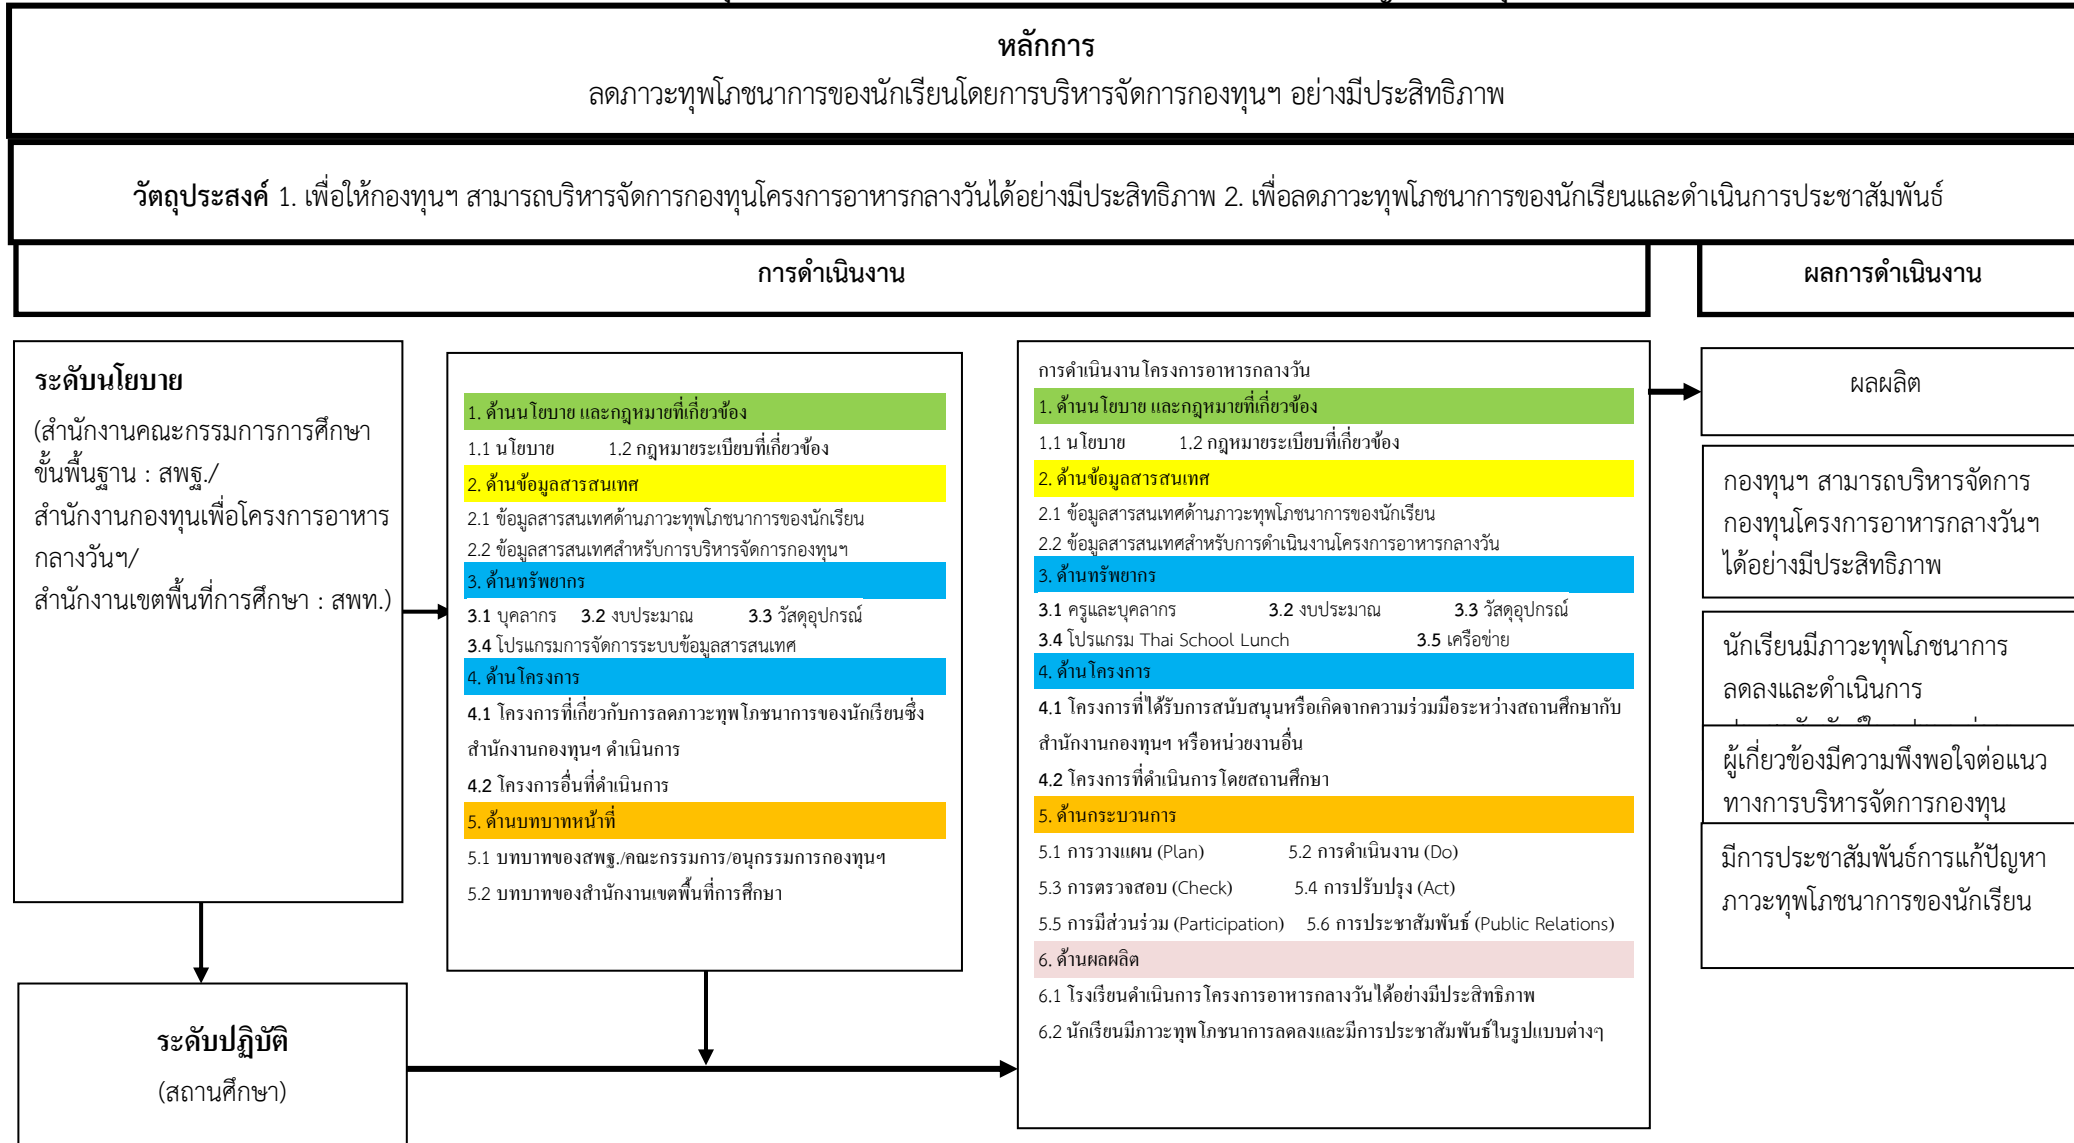 หลักการ
ลดภาวะทุพโภชนาการของนักเรียนโดยการบริหารจัดการกองทุนฯ อย่างมีประสิทธิภาพ
วัตถุประสงค์ 1. เพื่อให้กองทุนฯ สามารถบริหารจัดการกองทุนโครงการอาหารกลางวันได้อย่างมีประสิทธิภาพ 2. เพื่อลดภาวะทุพโภชนาการของนักเรียนและดำเนินการประชาสัมพันธ์
การดำเนินงาน
ผลการดำเนินงาน
ระดับนโยบาย
(สำนักงานคณะกรรมการการศึกษา
ขั้นพื้นฐาน : สพฐ./
สำนักงานกองทุนเพื่อโครงการอาหาร
กลางวันฯ/
สำนักงานเขตพื้นที่การศึกษา : สพท.)
ระดับปฏิบัติ
(สถานศึกษา)
1. ด้านนโยบาย และกฎหมายที่เกี่ยวข้อง
1.1 นโยบาย 1.2 กฎหมายระเบียบที่เกี่ยวข้อง
2. ด้านข้อมูลสารสนเทศ
2.1 ข้อมูลสารสนเทศด้านภาวะทุพโภชนาการของนักเรียน
2.2 ข้อมูลสารสนเทศสำหรับการบริหารจัดการกองทุนฯ
3. ด้านทรัพยากร
3.1 บุคลากร 3.2 งบประมาณ 3.3 วัสดุอุปกรณ์
3.4 โปรแกรมการจัดการระบบข้อมูลสารสนเทศ
4. ด้านโครงการ
4.1 โครงการที่เกี่ยวกับการลดภาวะทุพโภชนาการของนักเรียนซึ่ง
สำนักงานกองทุนฯ ดำเนินการ
4.2 โครงการอื่นที่ดำเนินการ
5. ด้านบทบาทหน้าที่
5.1 บทบาทของสพฐ./คณะกรรมการ/อนุกรรมการกองทุนฯ
5.2 บทบาทของสำนักงานเขตพื้นที่การศึกษา
การดำเนินงานโครงการอาหารกลางวัน
1. ด้านนโยบาย และกฎหมายที่เกี่ยวข้อง
1.1 นโยบาย 1.2 กฎหมายระเบียบที่เกี่ยวข้อง
2. ด้านข้อมูลสารสนเทศ
2.1 ข้อมูลสารสนเทศด้านภาวะทุพโภชนาการของนักเรียน
2.2 ข้อมูลสารสนเทศสำหรับการดำเนินงานโครงการอาหารกลางวัน
3. ด้านทรัพยากร
3.1 ครูและบุคลากร 3.2 งบประมาณ 3.3 วัสดุอุปกรณ์
3.4 โปรแกรม Thai School Lunch 3.5 เครือข่าย
4. ด้านโครงการ
4.1 โครงการที่ได้รับการสนับสนุนหรือเกิดจากความร่วมมือระหว่างสถานศึกษากับ
สำนักงานกองทุนฯ หรือหน่วยงานอื่น
4.2 โครงการที่ดำเนินการโดยสถานศึกษา
5. ด้านกระบวนการ
5.1 การวางแผน (Plan) 5.2 การดำเนินงาน (Do)
5.3 การตรวจสอบ (Check) 5.4 การปรับปรุง (Act)
5.5 การมีส่วนร่วม (Participation) 5.6 การประชาสัมพันธ์ (Public Relations)
6. ด้านผลผลิต
6.1 โรงเรียนดำเนินการโครงการอาหารกลางวันได้อย่างมีประสิทธิภาพ
6.2 นักเรียนมีภาวะทุพโภชนาการลดลงและมีการประชาสัมพันธ์ในรูปแบบต่างๆ
ผลผลิต
กองทุนฯ สามารถบริหารจัดการ
กองทุนโครงการอาหารกลางวันฯ
ได้อย่างมีประสิทธิภาพ
นักเรียนมีภาวะทุพโภชนาการ
ลดลงและดำเนินการ
ผู้เกี่ยวข้องมีความพึงพอใจต่อแนว
ทางการบริหารจัดการกองทุน
มีการประชาสัมพันธ์การแก้ปัญหา
ภาวะทุพโภชนาการของนักเรียน